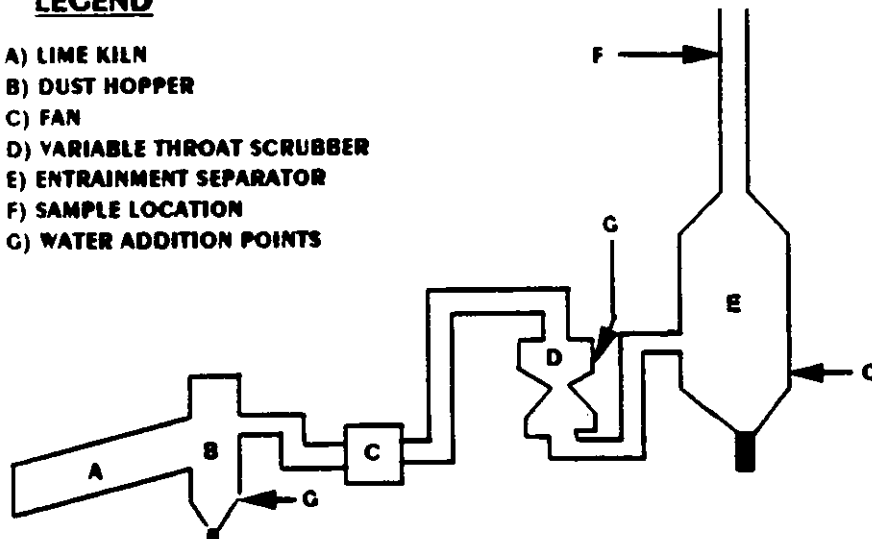 LEGEND
A) LIME KILN
B) DUST HOPPER
C) FAN
D) VARIABLE THROAT SCRUBBER
E) ENTRAINMENT SEPARATOR
F) SAMPLE LOCATION
G) WATER ADDITION POINTS
F
G
E
D
G
C
B
A
G